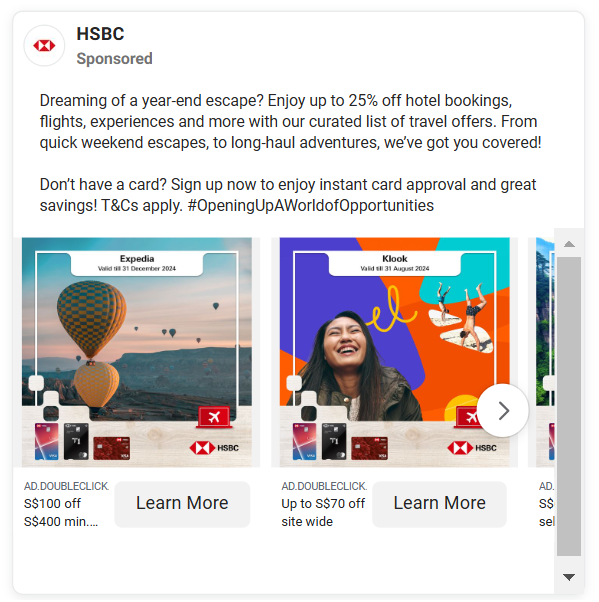 HSBC
Sponsored
Dreaming of a year-end escape? Enjoy up to 25% off hotel bookings,
flights, experiences and more with our curated list of travel offers. From
quick weekend escapes, to long-haul adventures, we’ve got you covered!
Don’t have a card? Sign up now to enjoy instant card approval and great
savings! T&Cs apply. #OpeningUpAWorldofOpportunities
Expedia
Valid till 31 December 2024
HSBC
AD.DOUBLECLICK.
S$100 off
S$400 min....
Learn More
Klook
Valid till 31 August 2024
el
HSBC
AD.DOUBLECLICK.
Up to S$70 off
site wide
Learn More
AD.
S$
sel